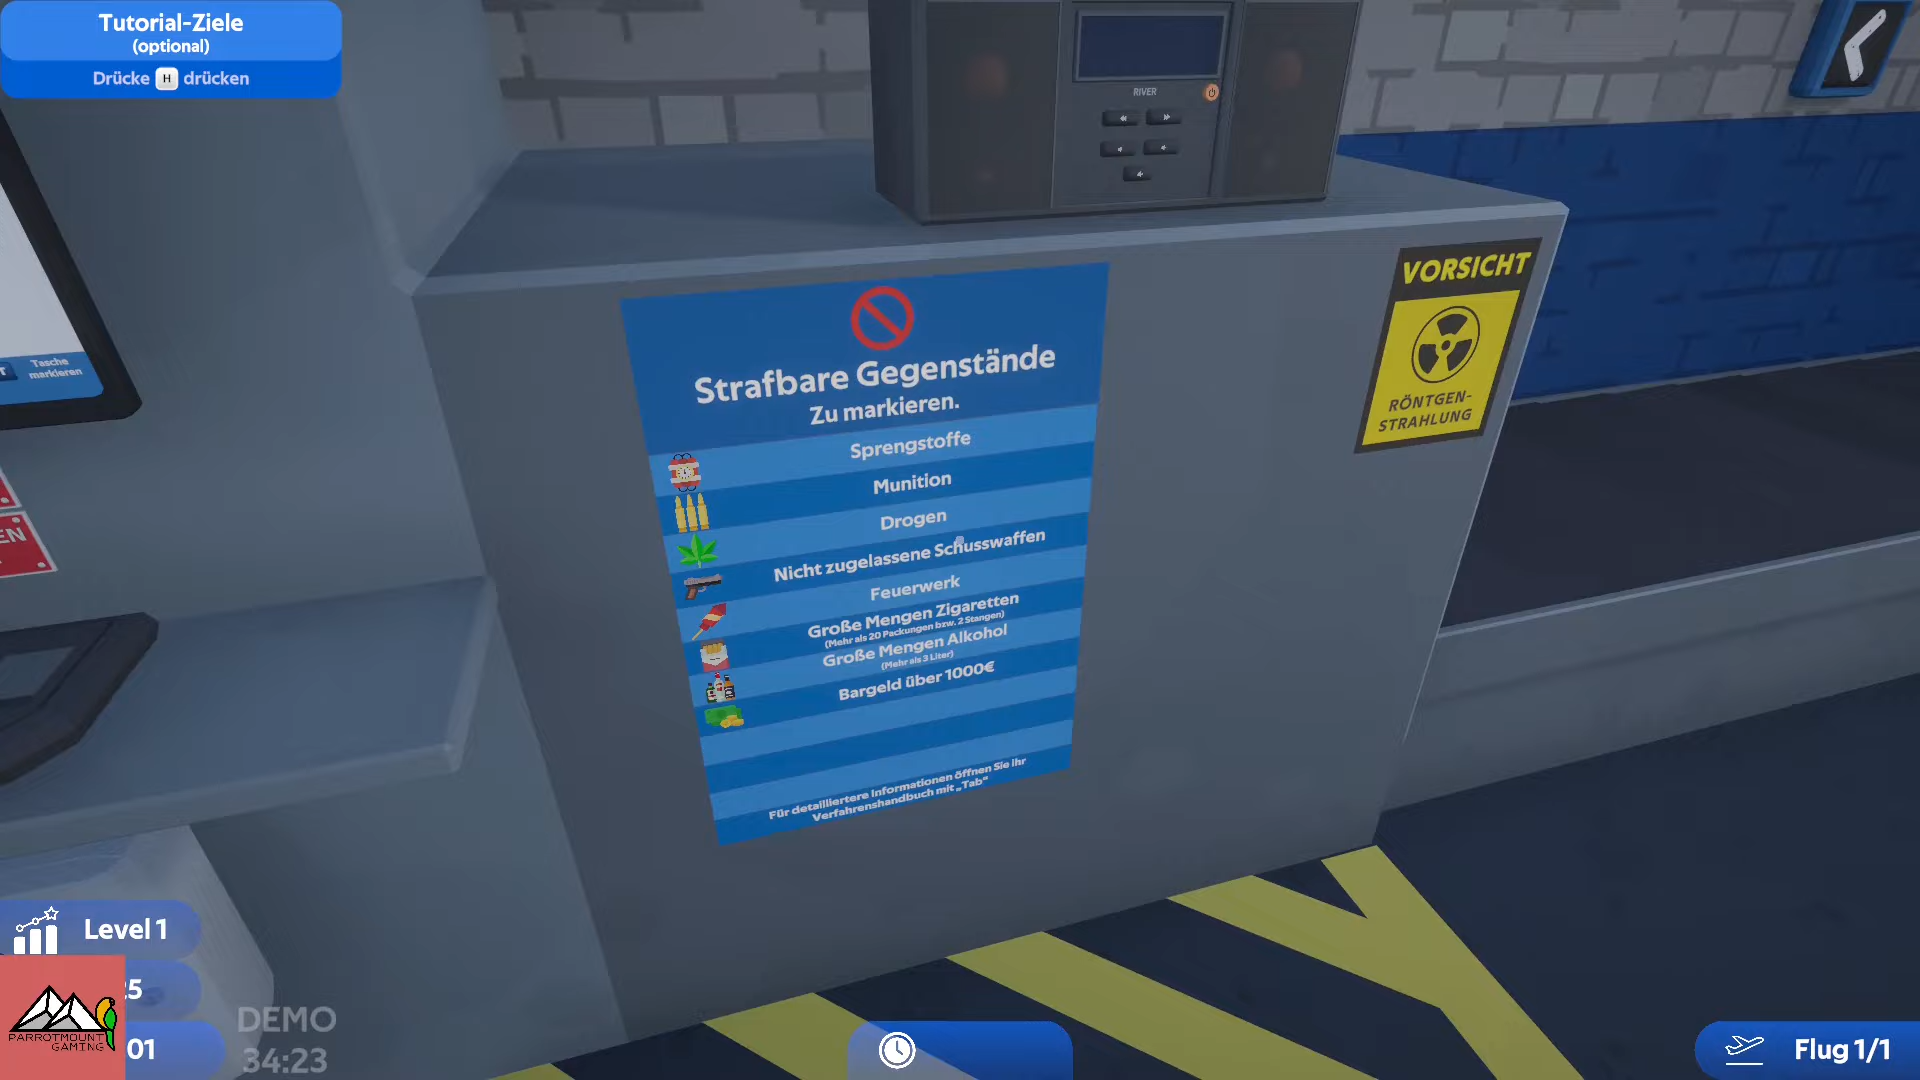 Tutorial-Ziele
(optional)
Drücke H drücken
RIVER
VORSICHT
RÖNTGEN-
STRAHLUNG
Tasche
markieren
Strafbare Gegenstände
Zu markieren.
Sprengstoffe
Munition
Drogen
Nicht zugelassene Schusswaffen
Feuerwerk
Große Mengen Zigaretten
(Mehr als 20 Packungen bzw. 2 Stangen)
Große Mengen Alkohol
(Mehr als 3 Liter)
Bargeld über 1000€
Für detailliertere Informationen öffnen Sie Ihr
Verfahrenshandbuch mit „Tab“
EN
Level 1
25
01
PARROTMOUNT
GAMING
DEMO
34:23
Flug 1/1